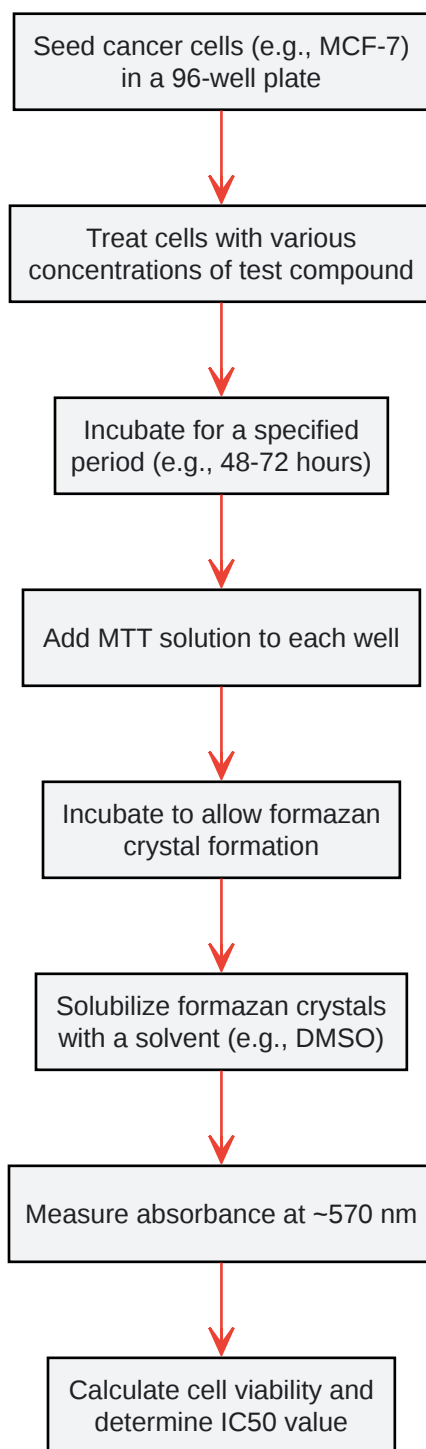 Seed cancer cells (e.g., MCF-7)
in a 96-well plate
Treat cells with various
concentrations of test compound
Incubate for a specified
period (e.g., 48-72 hours)
Add MTT solution to each well
Incubate to allow formazan
crystal formation
Solubilize formazan crystals
with a solvent (e.g., DMSO)
Measure absorbance at ~570 nm
Calculate cell viability and
determine IC50 value